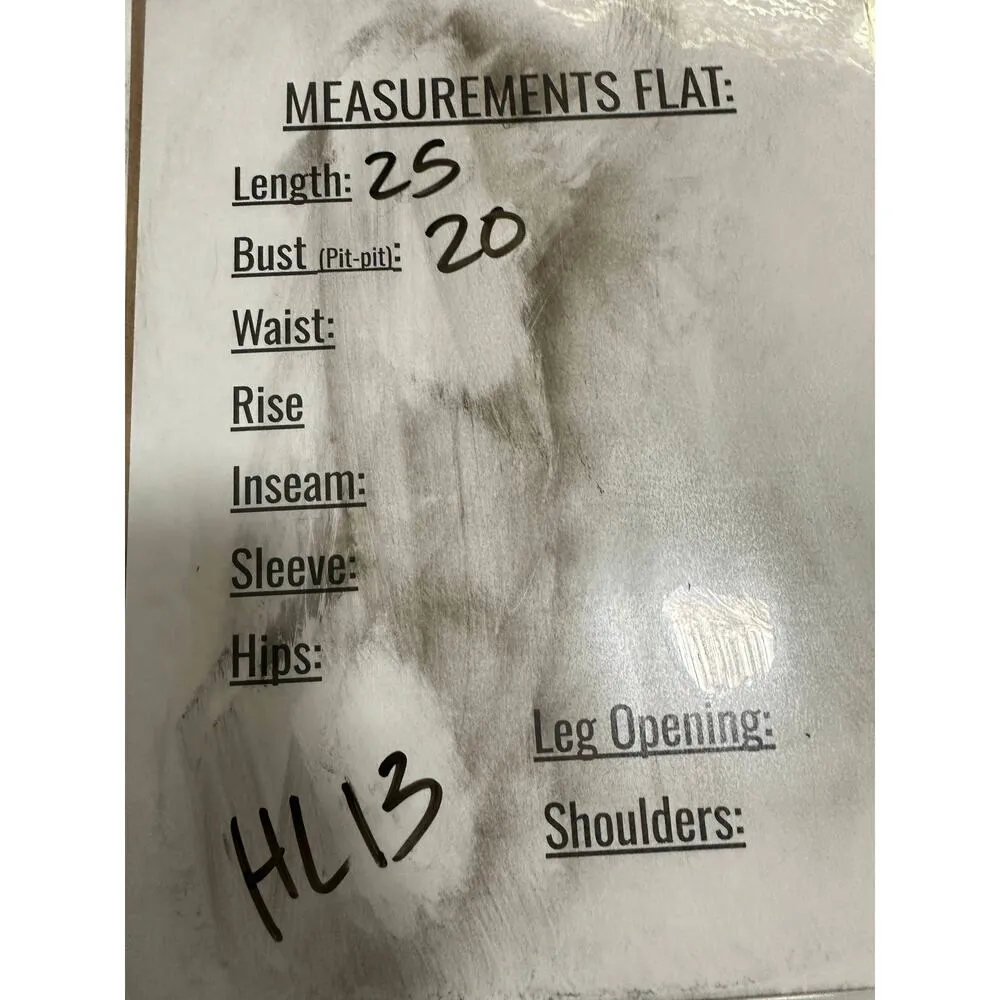 MEASUREMENTS FLAT:
Length: 25
Bust (Pit-pit): 20
Waist:
Rise
Inseam:
Sleeve:
Hips:
Leg Opening:
Shoulders:
HL13